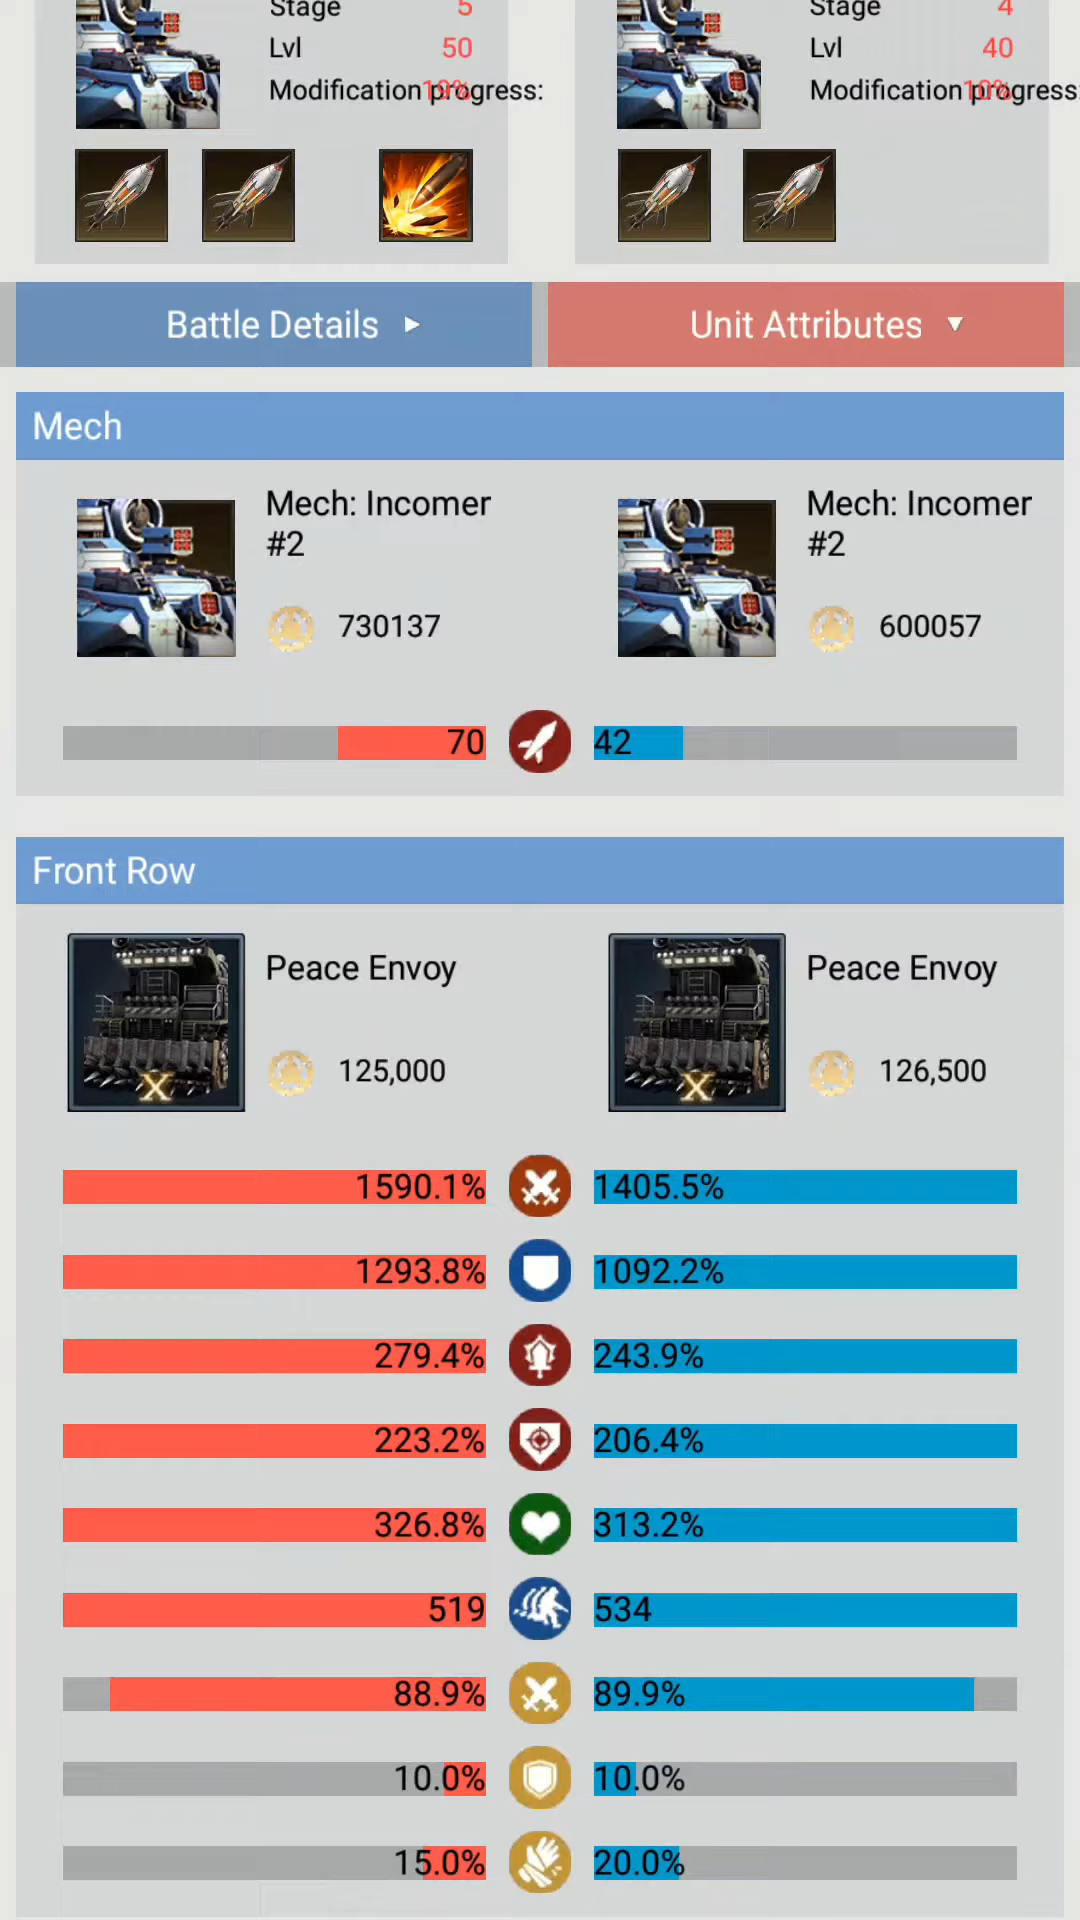 Stage 5 Stage 4
Lvl 50 Lvl 40
Modification progress: 19% Modification progress: 10%
Battle Details ▶ Unit Attributes ▼
Mech
Mech: Incomer #2
730137
Mech: Incomer #2
600057
70 42
Front Row
Peace Envoy Peace Envoy
X 125,000 X 126,500
1590.1% 1405.5%
1293.8% 1092.2%
279.4% 243.9%
223.2% 206.4%
326.8% 313.2%
519 534
88.9% 89.9%
10.0% 10.0%
15.0% 20.0%